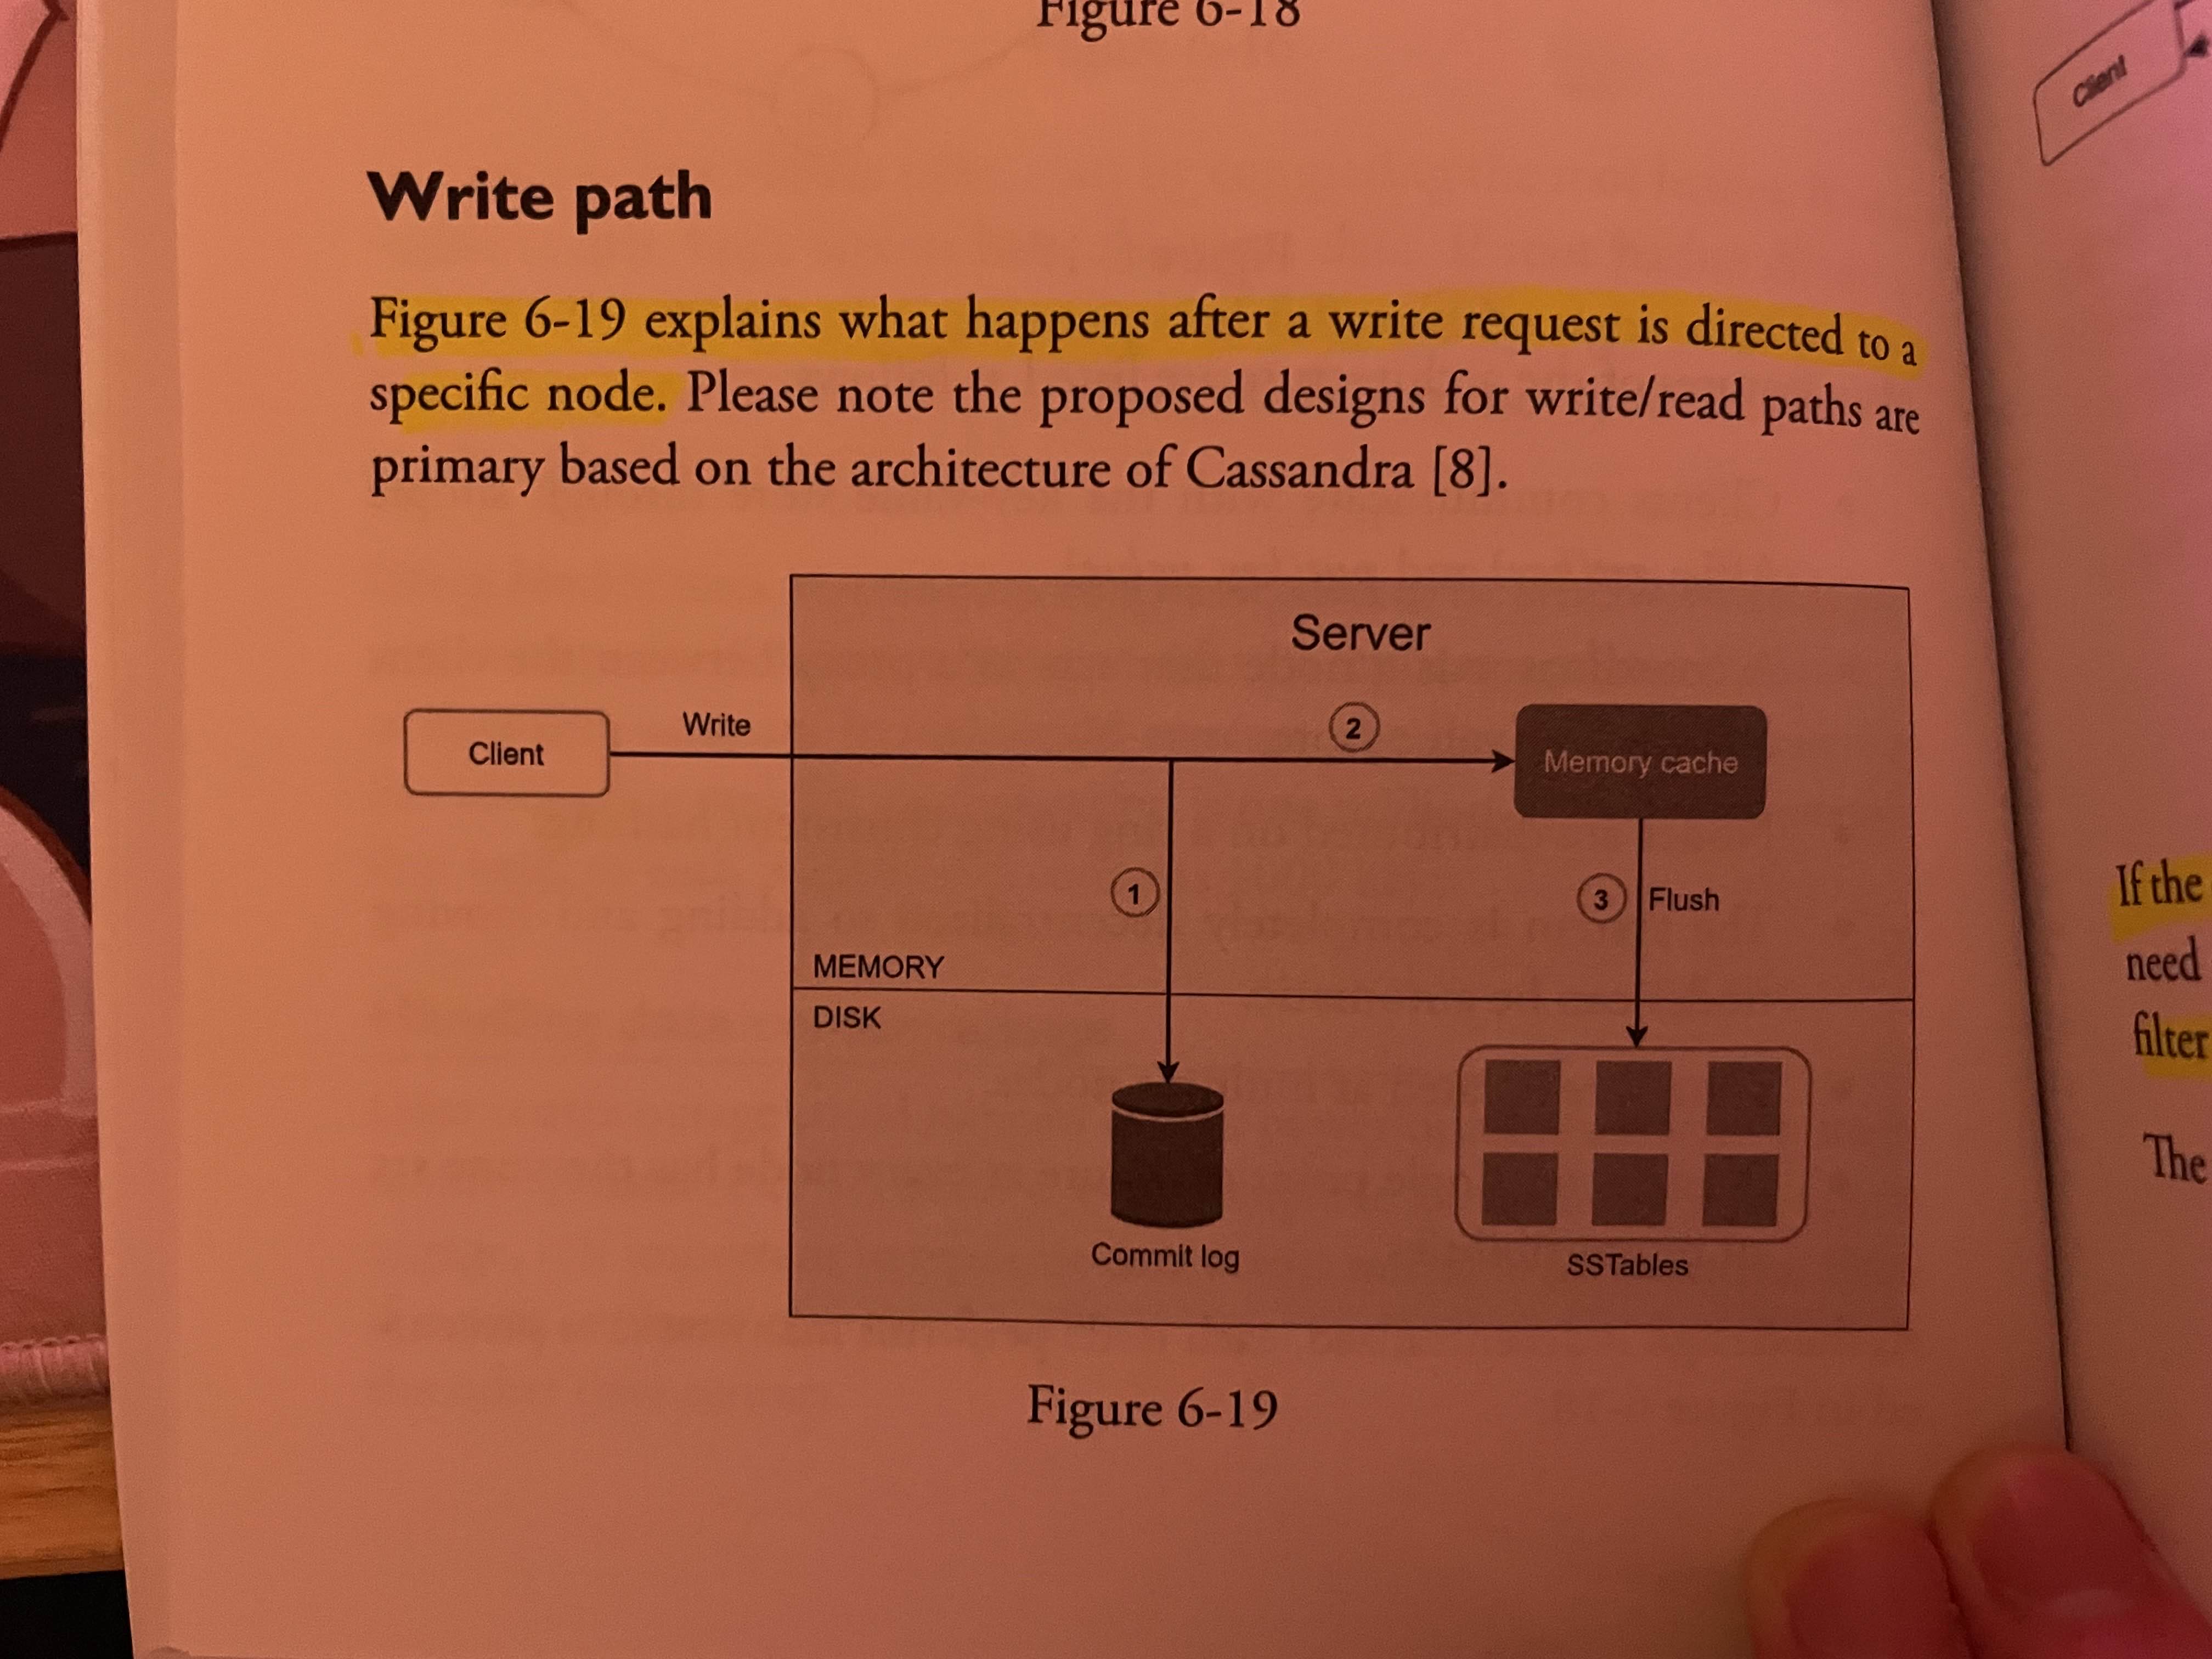 Figure 6-18
Write path
Figure 6-19 explains what happens after a write request is directed to a
specific node. Please note the proposed designs for write/read paths are
primary based on the architecture of Cassandra [8].
Server
Client
Write
2
Memory cache
1
3
Flush
MEMORY
DISK
Commit log
SSTables
Figure 6-19
Client
If the
need
filter
The